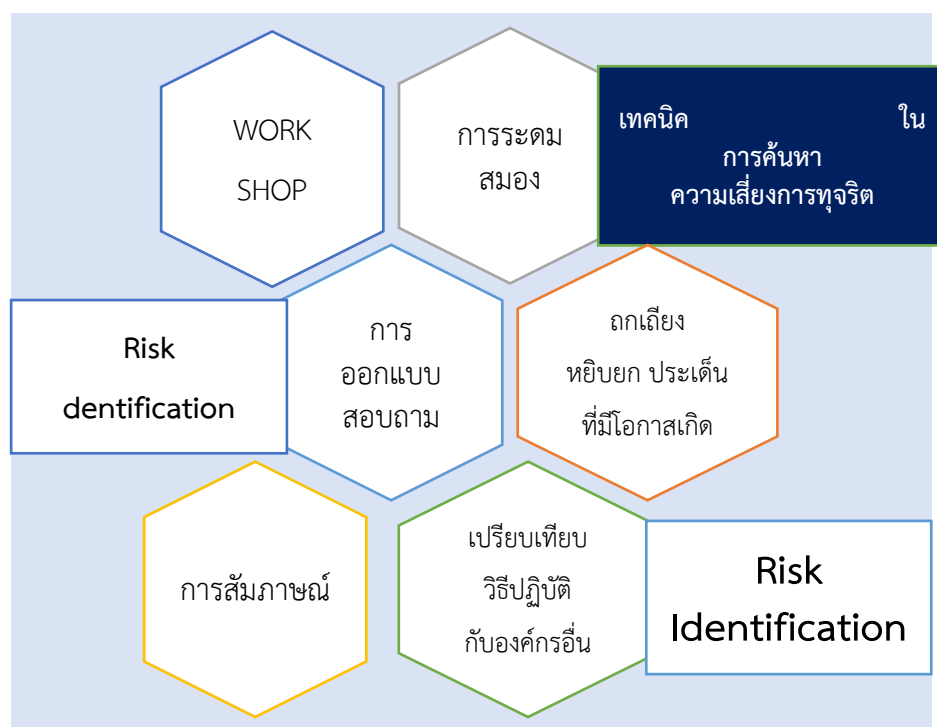 WORK
SHOP
การระดม
สมอง
เทคนิค ใน
การค้นหา
ความเสี่ยงการทุจริต
Risk
dentification
การ
ออกแบบ
สอบถาม
ถกเถียง
หยิบยก ประเด็น
ที่มีโอกาสเกิด
การสัมภาษณ์
เปรียบเทียบ
วิธีปฏิบัติ
กับองค์กรอื่น
Risk
Identification